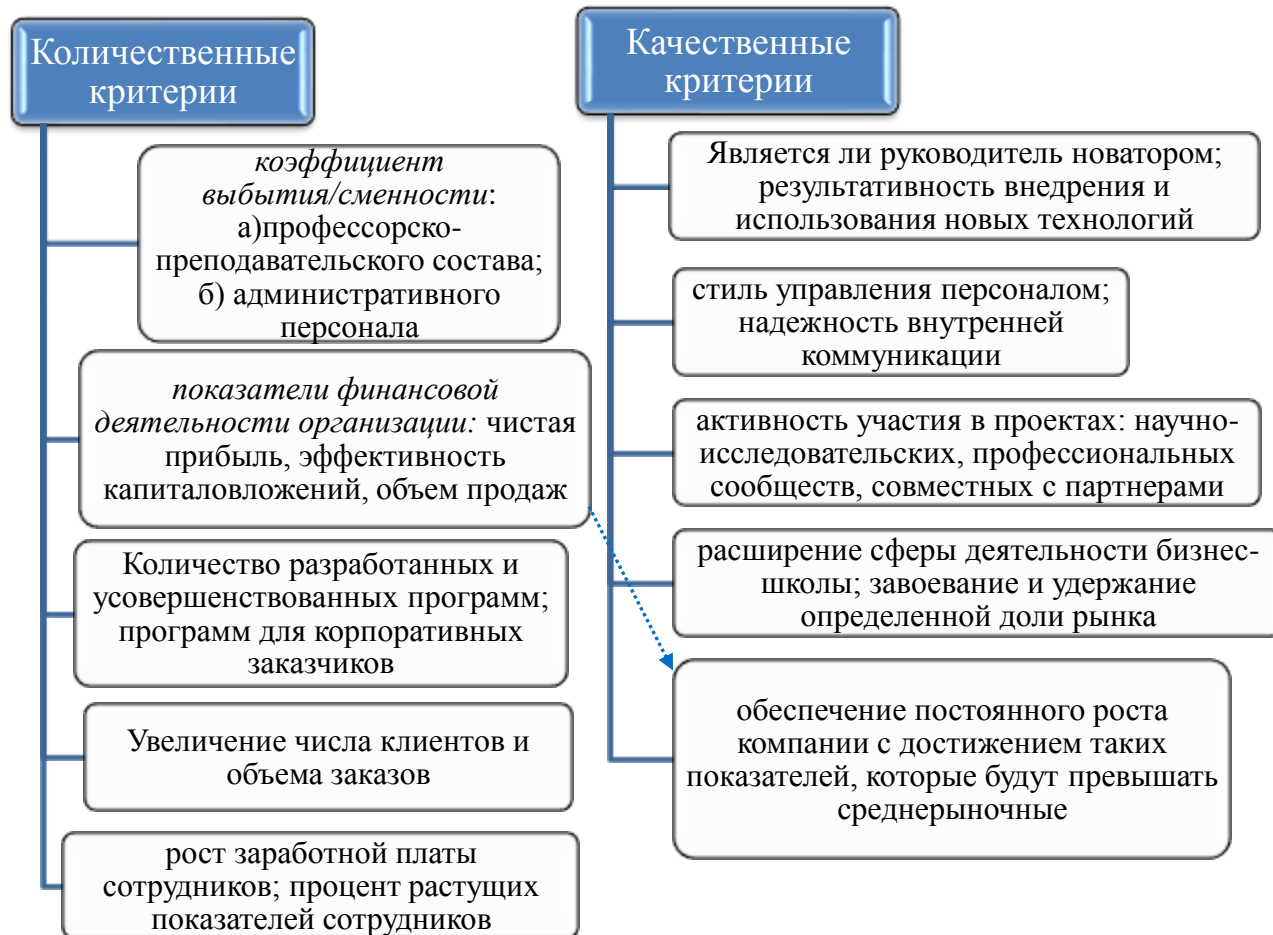 Количественные
критерии
коэффициент
выбытия/сменности:
а)профессорско-
преподавательского состава;
б) административного
персонала
показатели финансовой
деятельности организации: чистая
прибыль, эффективность
капиталовложений, объем продаж
Количество разработанных и
усовершенствованных программ;
программ для корпоративных
заказчиков
Увеличение числа клиентов и
объема заказов
рост заработной платы
сотрудников; процент растущих
показателей сотрудников
Качественные
критерии
Является ли руководитель новатором;
результативность внедрения и
использования новых технологий
стиль управления персоналом;
надежность внутренней
коммуникации
активность участия в проектах: научно-
исследовательских, профессиональных
сообществ, совместных с партнерами
расширение сферы деятельности бизнес-
школы; завоевание и удержание
определенной доли рынка
обеспечение постоянного роста
компании с достижением таких
показателей, которые будут превышать
среднерыночные